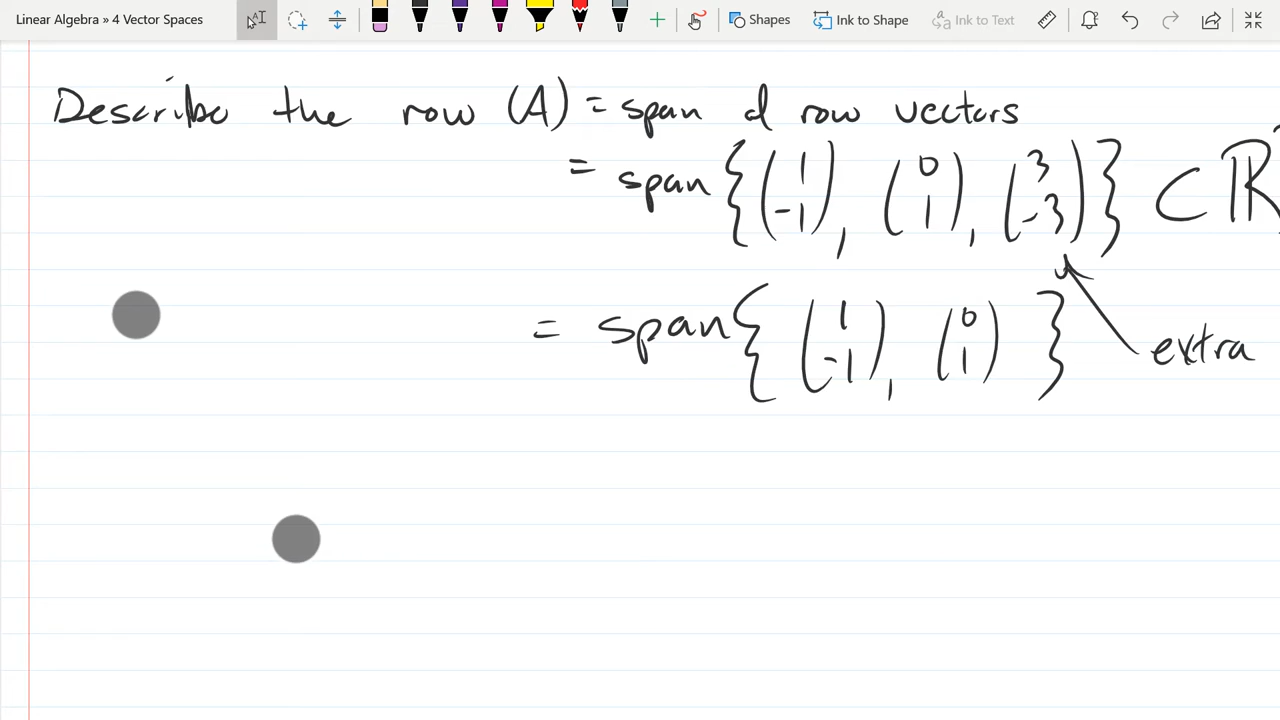 Linear Algebra » 4 Vector Spaces Shapes Ink to Shape Ink to Text
Describe the row (A) = span of row vectors
= span { (1 -1), (0 1), (3 -3) } ⊂ ℝ
= span { (1 -1), (0 1) } extra